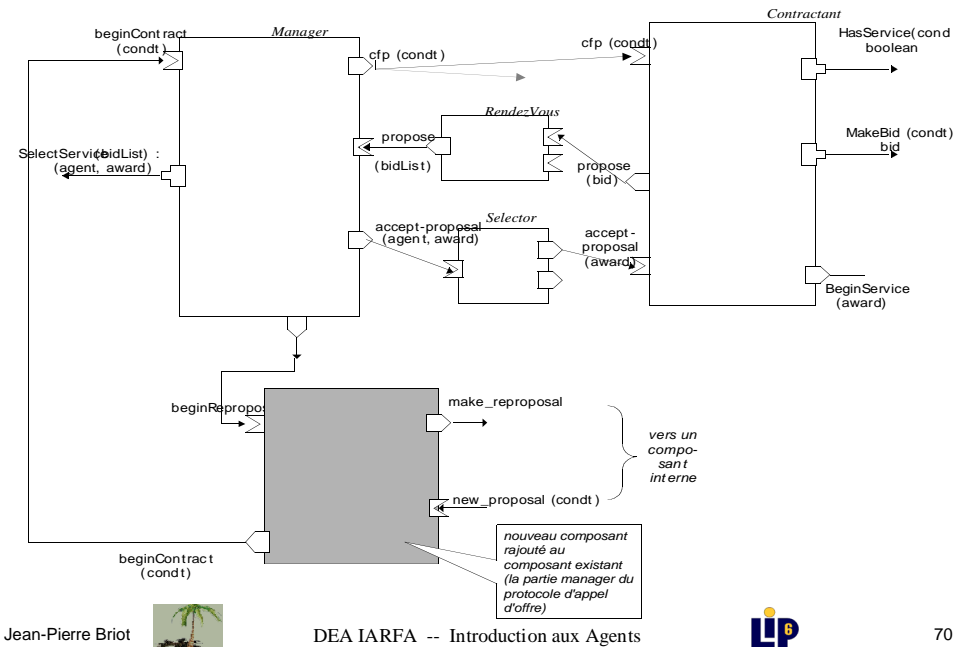 Contractant
beginContract
(condt)
Manager
cfp (condt)
cfp (condt)
HasService(cond
boolean
RendezVous
propose
(bidList)
SelectService(bidList) :
(agent, award)
propose
(bid)
MakeBid (condt)
bid
Selector
accept-proposal
(agent, award)
accept-
proposal
(award)
BeginService
(award)
beginRepropos
make_reproposal
vers un
compo-
sant
interne
new_proposal (condt)
nouveau composant
rajouté au
composant existant
(la partie manager du
protocole d'appel
d'offre)
beginContract
(condt)
Jean-Pierre Briot
DEA IARFA -- Introduction aux Agents
LIP6
70